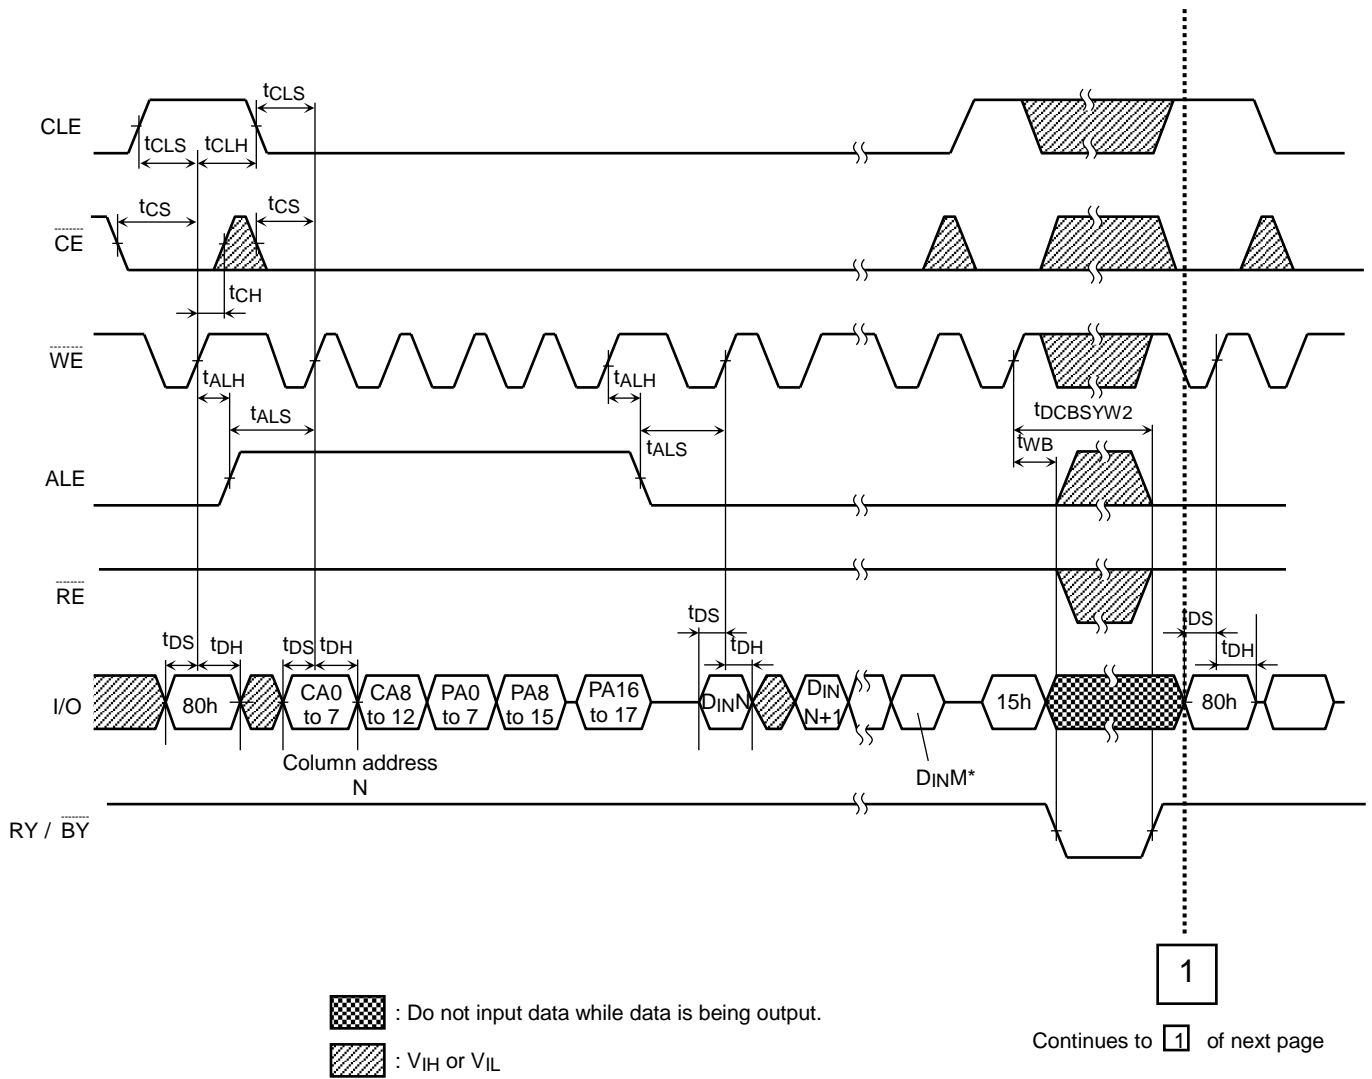 tCLS
CLE
tCLS
tCLH
tCS
tCS
CE
tCH
WE
tALH
tALH
tDCBSYW2
tALS
tALS
tWB
ALE
RE
tDS
tDH
tDS
tDH
tDS
tDH
tDS
tDH
I/O
80h
CA0
to 7
CA8
to 12
PA0
to 7
PA8
to 15
PA16
to 17
DINN
DIN
N+1
15h
80h
Column address
N
DINM*
RY / BY
1
: Do not input data while data is being output.
Continues to 1 of next page
: VIH or VIL